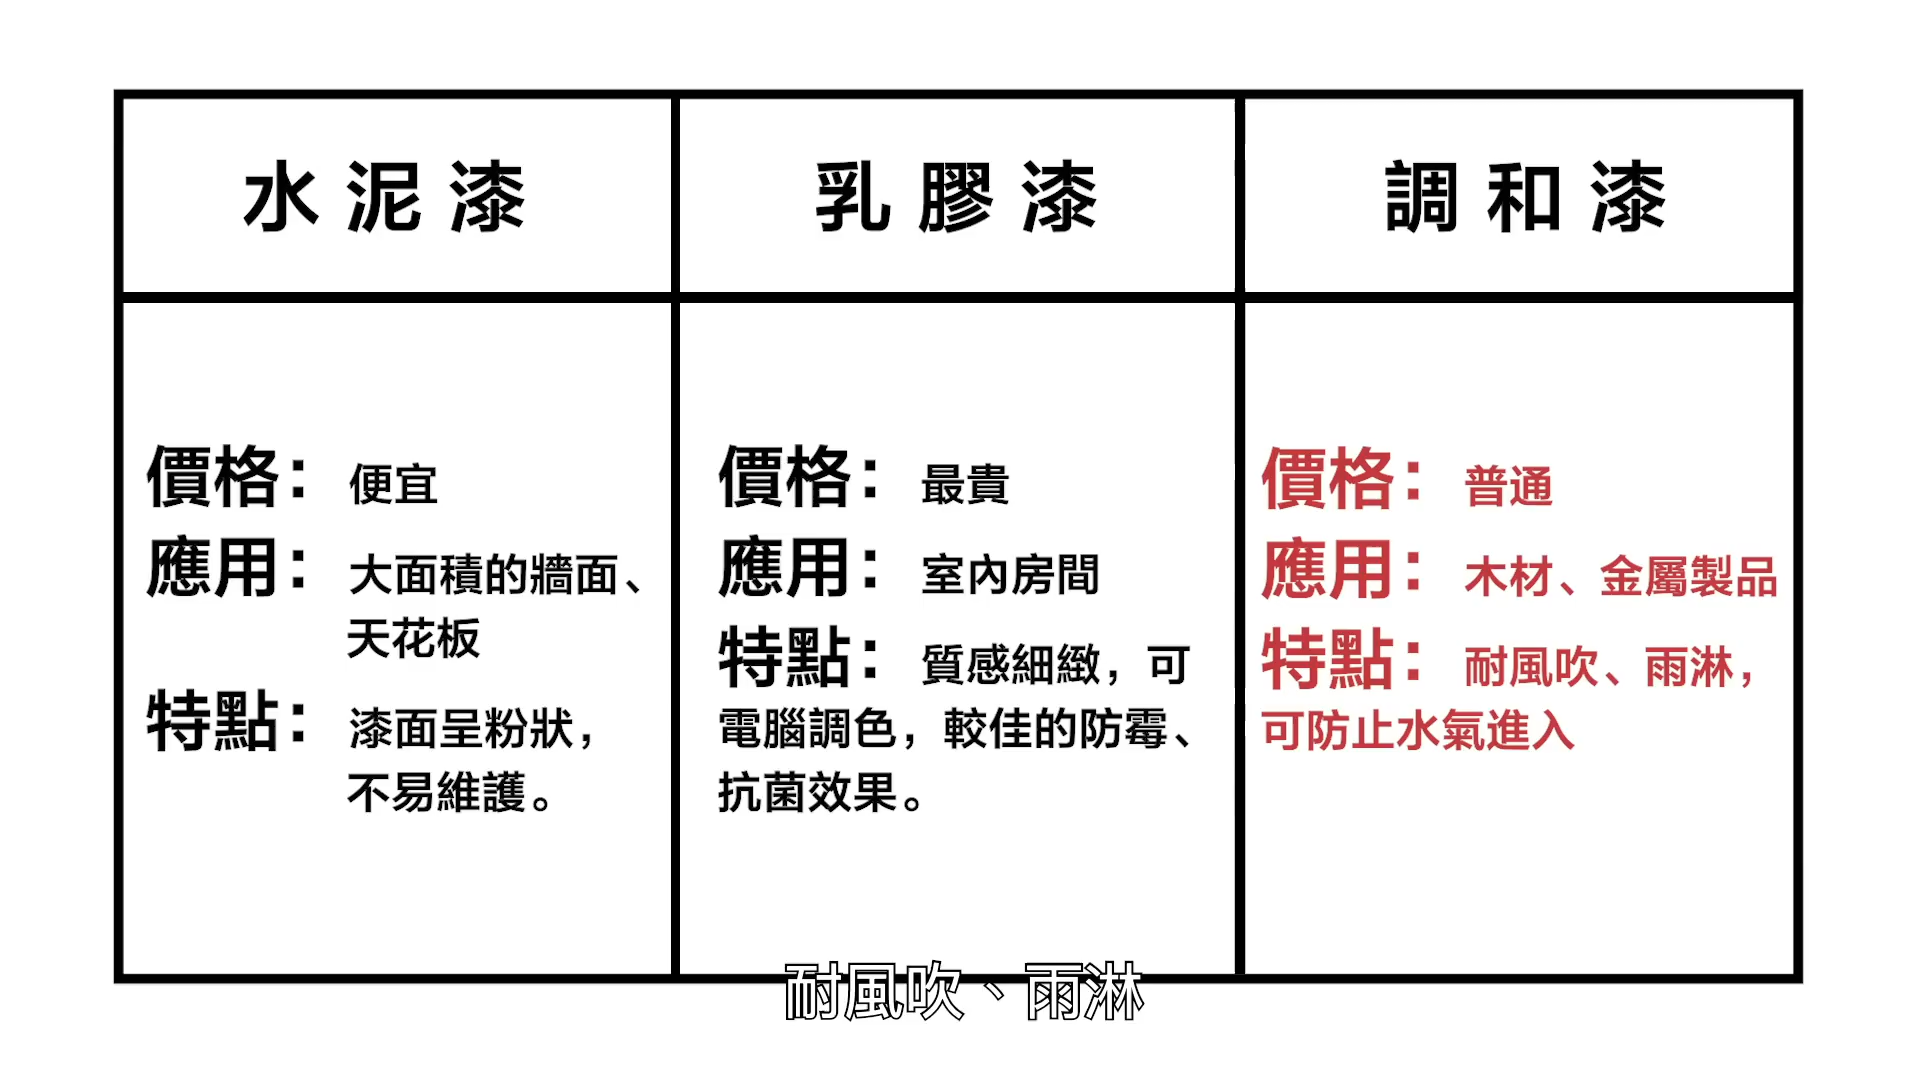 水泥漆
乳膠漆
調和漆
價格：便宜
應用：大面積的牆面、
天花板
特點：漆面呈粉狀，
不易維護。
價格：最貴
應用：室內房間
特點：質感細緻，可
電腦調色，較佳的防霉、
抗菌效果。
價格：普通
應用：木材、金屬製品
特點：耐風吹、雨淋，
可防止水氣進入
耐風吹、雨淋